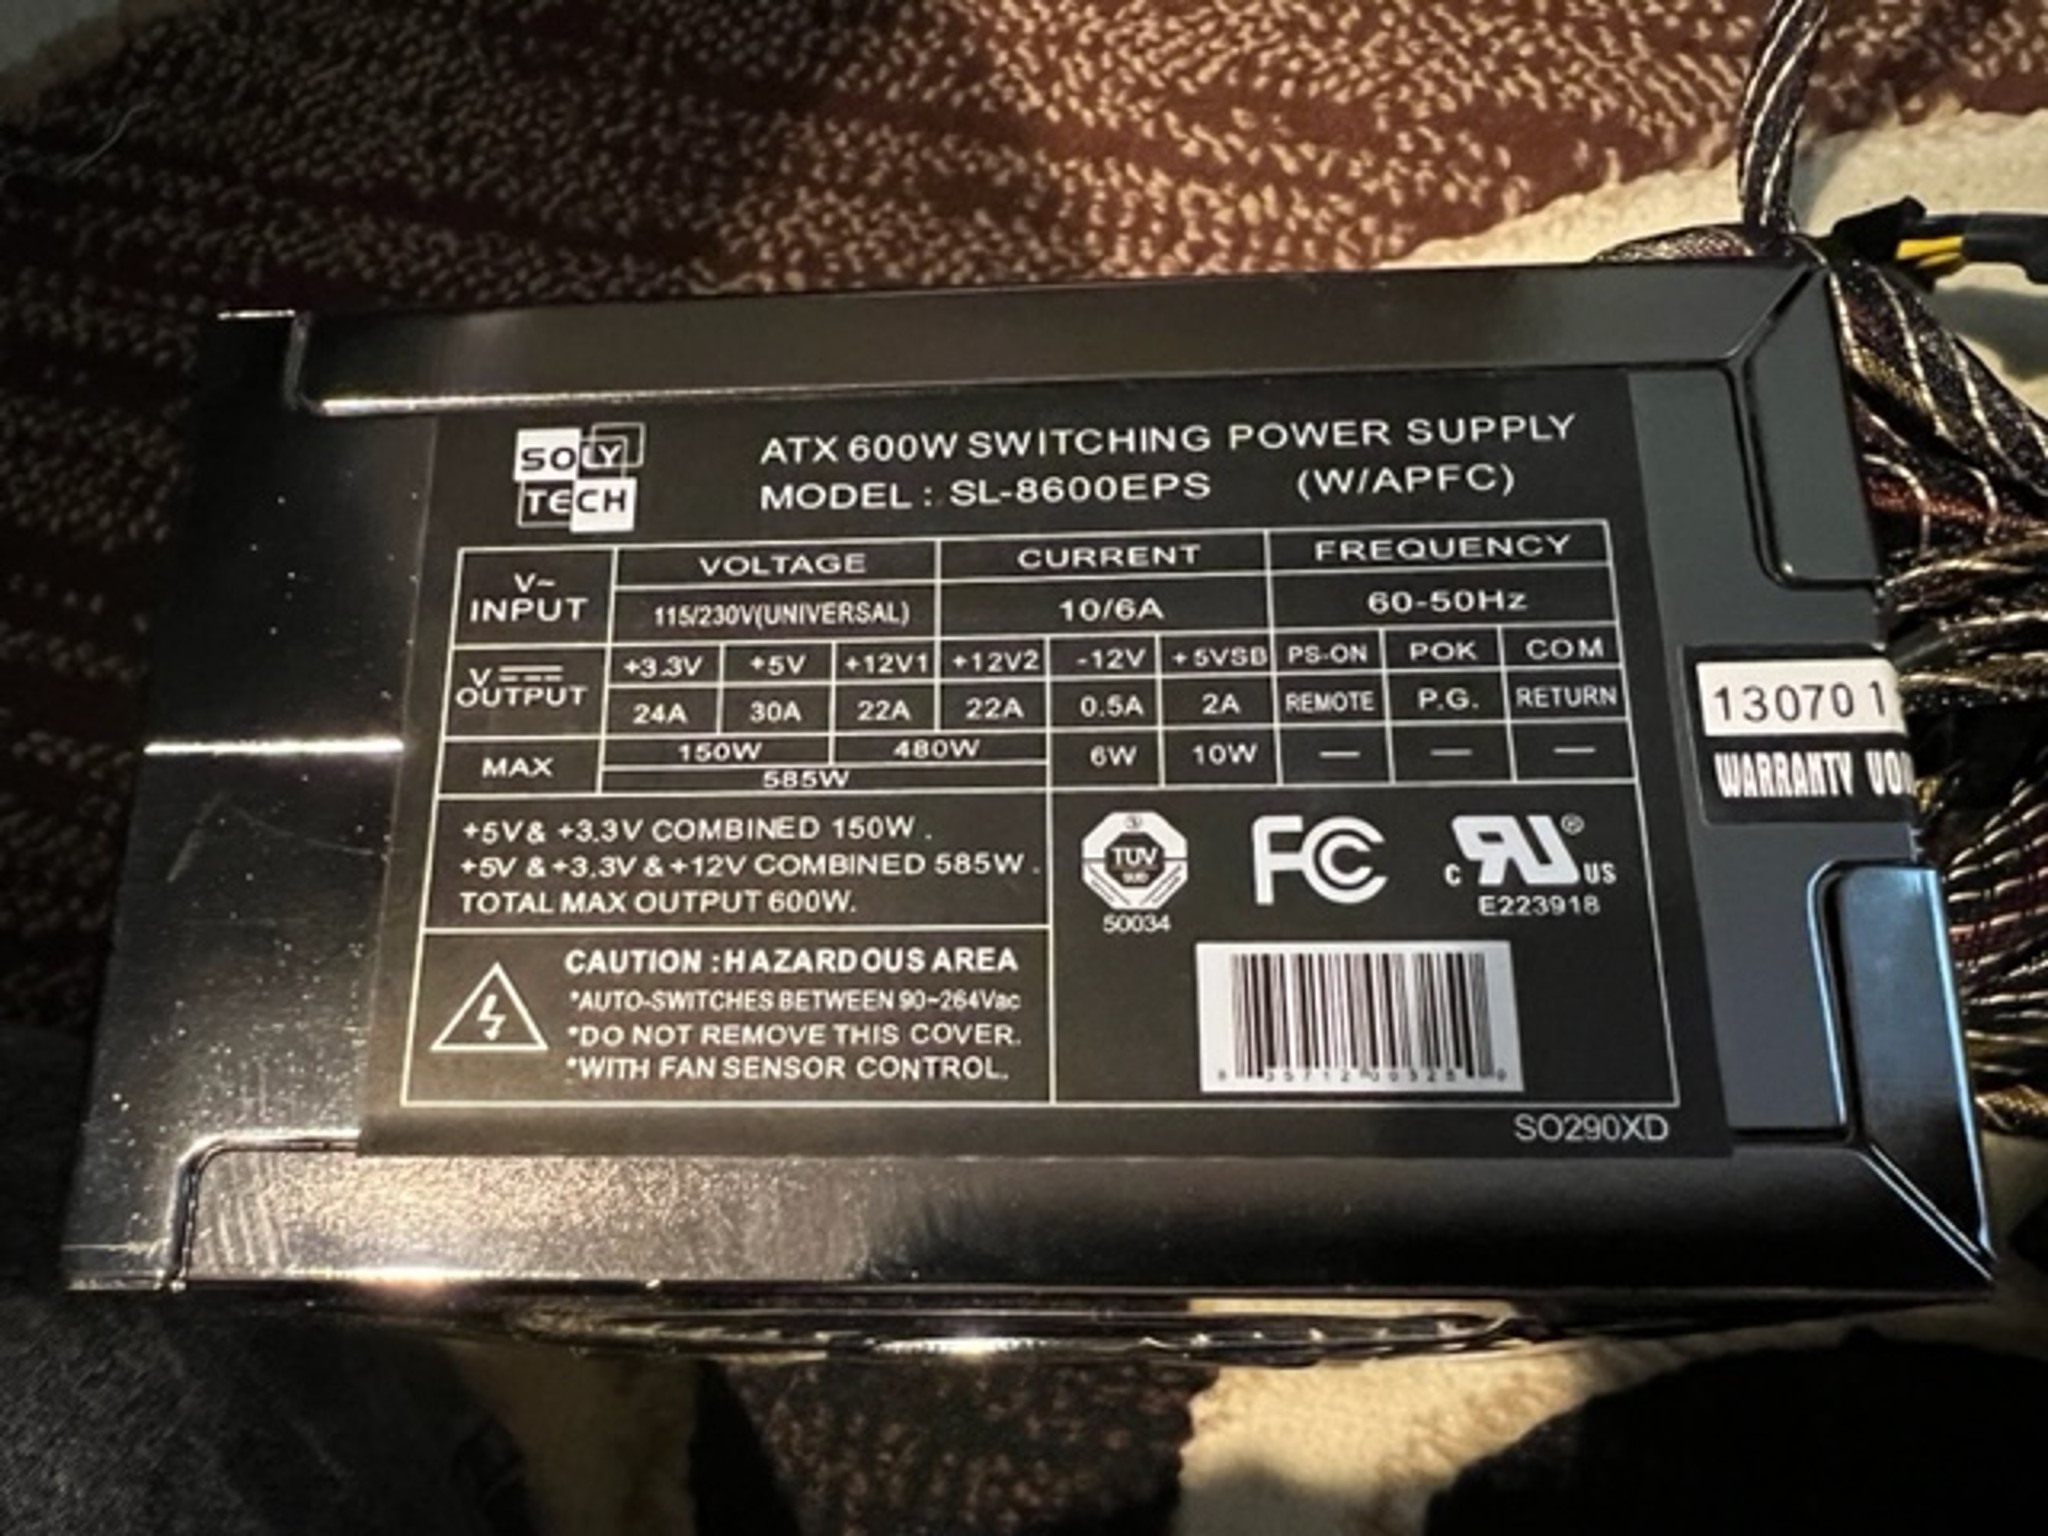 SOLY
TECH
ATX 600W SWITCHING POWER SUPPLY
MODEL : SL-8600EPS (W/APFC)
V~ INPUT VOLTAGE CURRENT FREQUENCY
115/230V(UNIVERSAL) 10/6A 60-50Hz
V OUTPUT +3.3V +5V +12V1 +12V2 -12V +5VSB PS-ON POK COM
24A 30A 22A 22A 0.5A 2A REMOTE P.G. RETURN
MAX 150W 480W 6W 10W — — —
585W
+5V & +3.3V COMBINED 150W .
+5V & +3.3V & +12V COMBINED 585W .
TOTAL MAX OUTPUT 600W.
CAUTION : HAZARDOUS AREA
*AUTO-SWITCHES BETWEEN 90~264Vac
*DO NOT REMOVE THIS COVER.
*WITH FAN SENSOR CONTROL.
TUV
50034
FC
C RU ® US
E223918
SO290XD
13070 1
WARRANTY